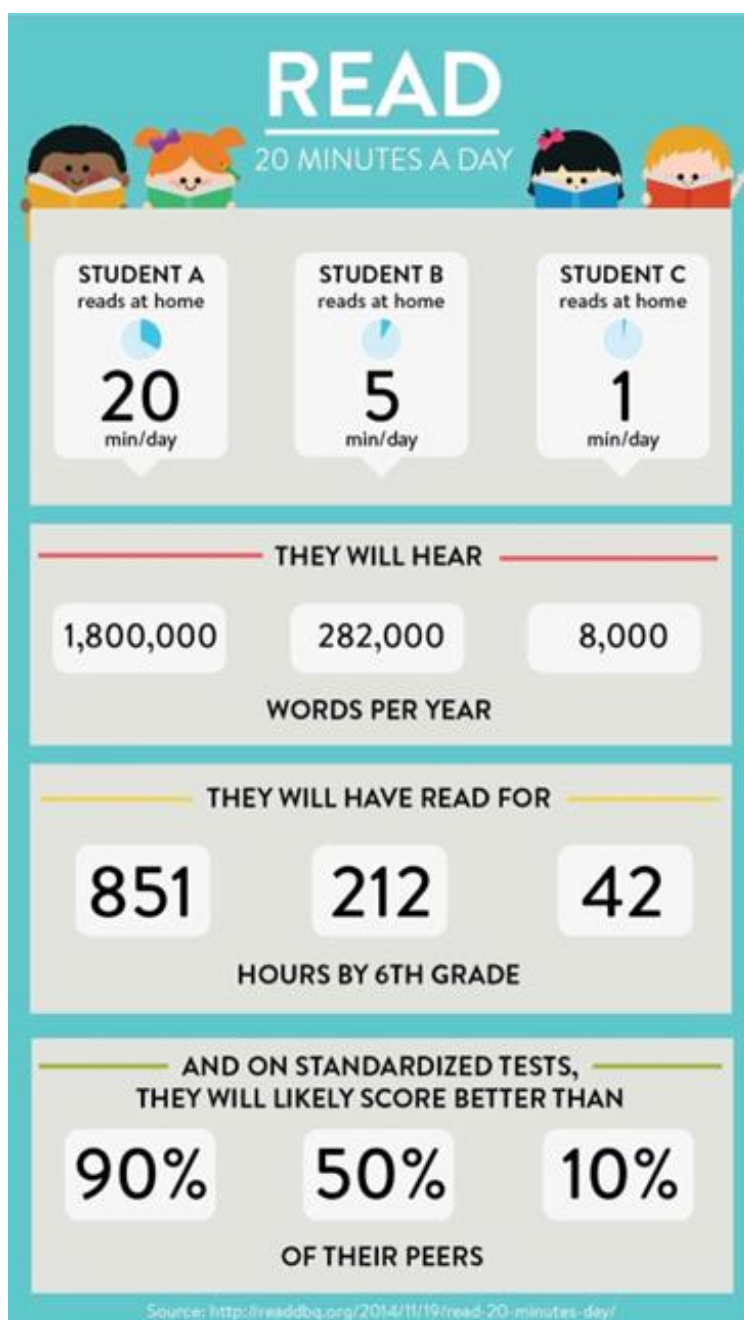 READ
20 MINUTES A DAY
STUDENT A
reads at home
20
min/day
STUDENT B
reads at home
5
min/day
STUDENT C
reads at home
1
min/day
THEY WILL HEAR
1,800,000 282,000 8,000
WORDS PER YEAR
THEY WILL HAVE READ FOR
851 212 42
HOURS BY 6TH GRADE
AND ON STANDARDIZED TESTS,
THEY WILL LIKELY SCORE BETTER THAN
90% 50% 10%
OF THEIR PEERS
Source: http://readdbq.org/2014/11/19/read-20-minutes-day/